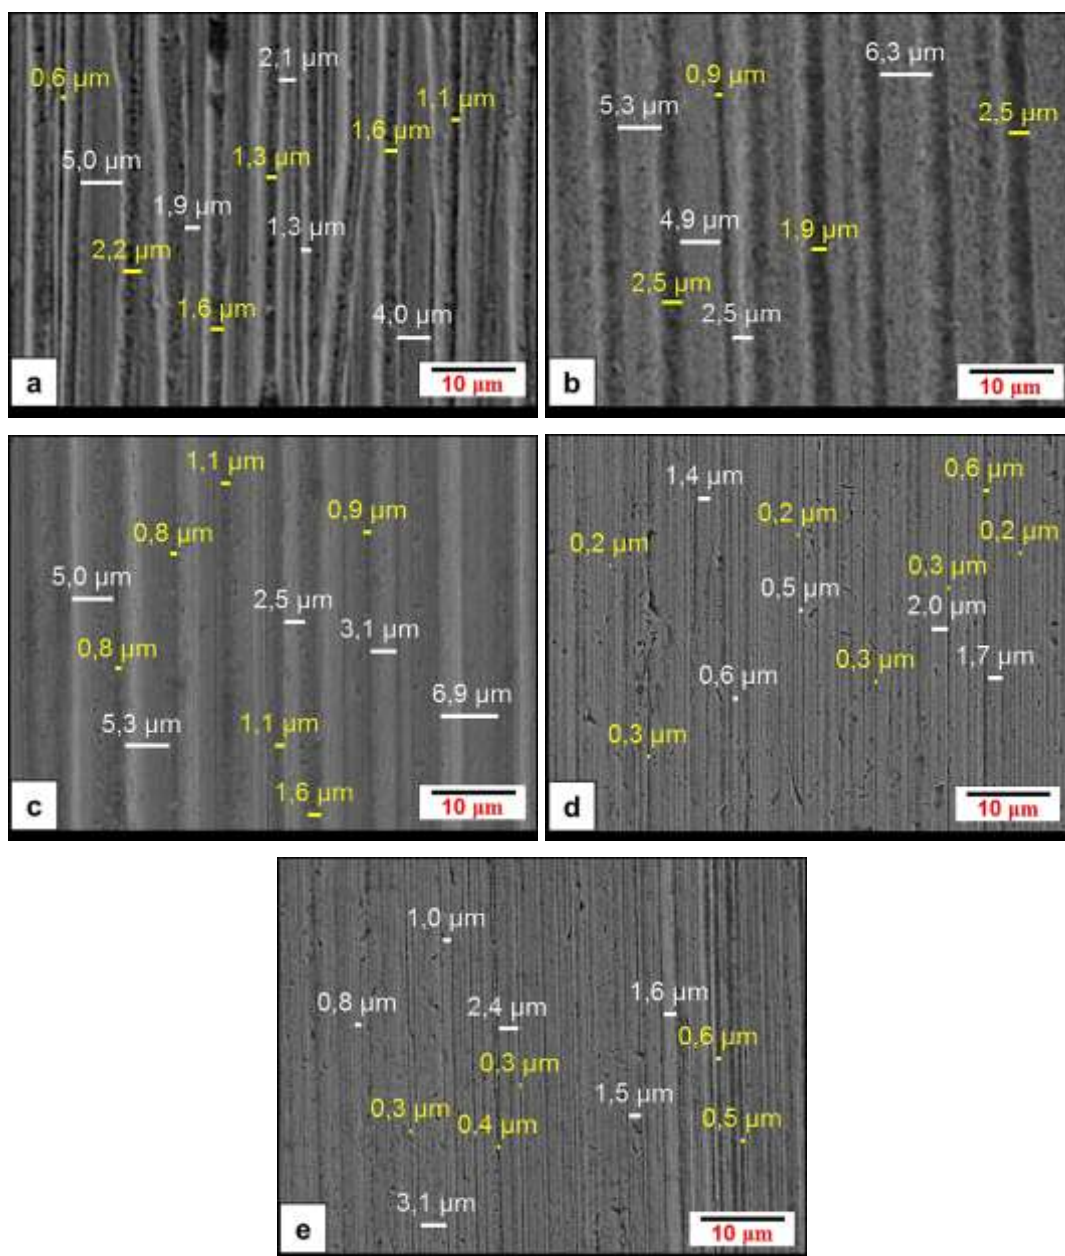 2,1 µm
0,6 µm
1,1 µm
1,6 µm
5,0 µm
1,3 µm
1,9 µm
1,3 µm
2,2 µm
1,6 µm
4,0 µm
a
10 µm
6,3 µm
0,9 µm
5,3 µm
2,5 µm
4,9 µm
1,9 µm
2,5 µm
2,5 µm
b
10 µm
1,1 µm
0,9 µm
0,8 µm
5,0 µm
2,5 µm
3,1 µm
0,8 µm
6,9 µm
5,3 µm
1,1 µm
1,6 µm
c
10 µm
0,6 µm
1,4 µm
0,2 µm
0,2 µm
0,2 µm
0,3 µm
0,5 µm
2,0 µm
0,3 µm
1,7 µm
0,6 µm
0,3 µm
d
10 µm
1,0 µm
1,6 µm
0,8 µm
2,4 µm
0,6 µm
0,3 µm
1,5 µm
0,3 µm
0,4 µm
0,5 µm
3,1 µm
e
10 µm